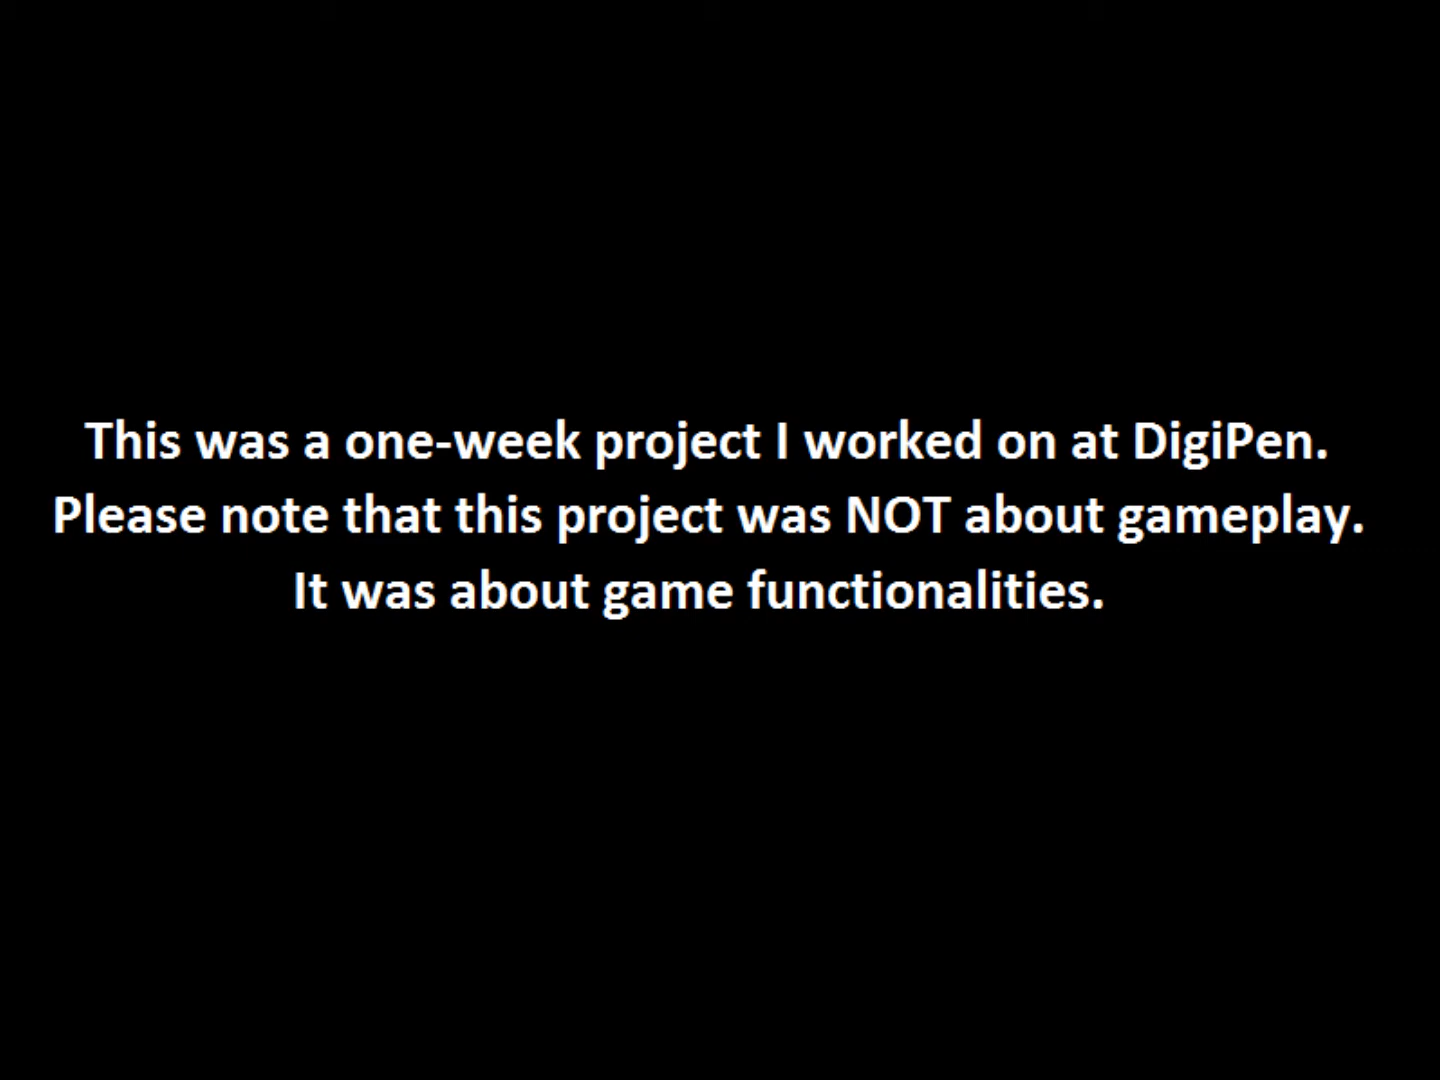 This was a one-week project I worked on at DigiPen.
Please note that this project was NOT about gameplay.
It was about game functionalities.